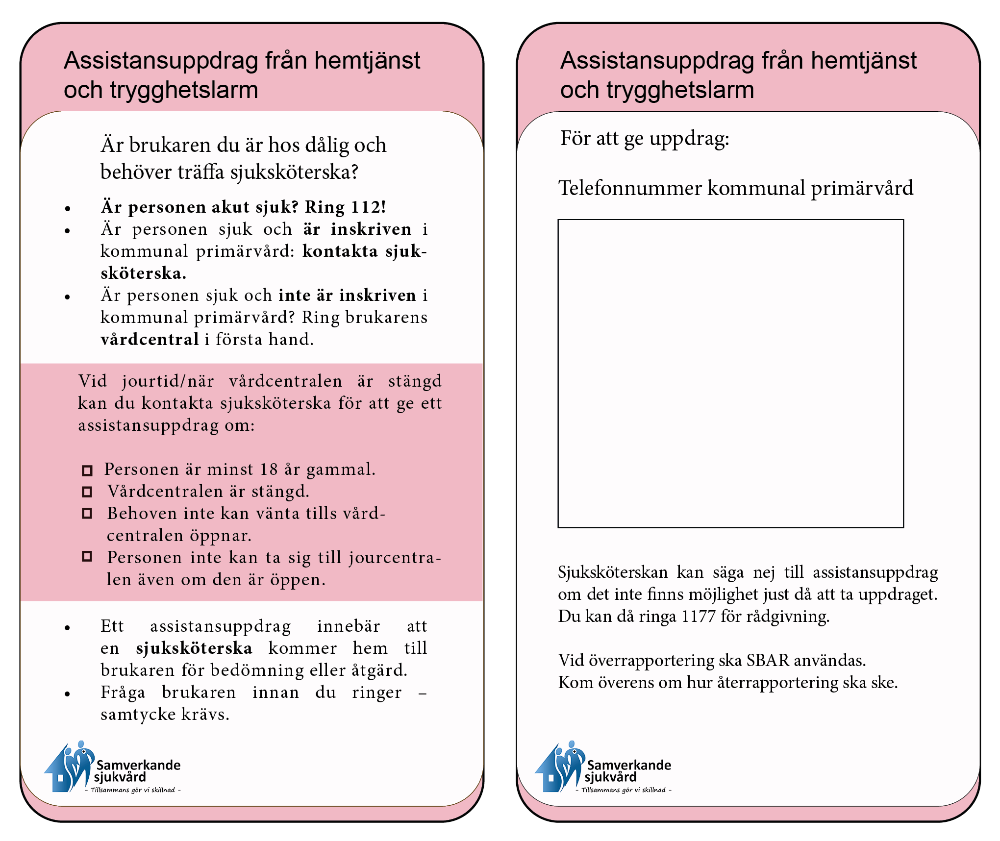 Assistansuppdrag från hemtjänst
och trygghetslarm
Är brukaren du är hos dålig och
behöver träffa sjuksköterska?
• Är personen akut sjuk? Ring 112!
• Är personen sjuk och är inskriven i
kommunal primärvård: kontakta sjuk-
sköterska.
• Är personen sjuk och inte är inskriven i
kommunal primärvård? Ring brukarens
vårdcentral i första hand.
Vid jourtid/när vårdcentralen är stängd
kan du kontakta sjuksköterska för att ge ett
assistansuppdrag om:
Personen är minst 18 år gammal.
Vårdcentralen är stängd.
Behoven inte kan vänta tills vård-
centralen öppnar.
Personen inte kan ta sig till jourcentra-
len även om den är öppen.
• Ett assistansuppdrag innebär att
en sjuksköterska kommer hem till
brukaren för bedömning eller åtgärd.
• Fråga brukaren innan du ringer –
samtycke krävs.
Samverkande
sjukvård
- Tillsammans gör vi skillnad -
Assistansuppdrag från hemtjänst
och trygghetslarm
För att ge uppdrag:
Telefonnummer kommunal primärvård
Sjuksköterskan kan säga nej till assistansuppdrag
om det inte finns möjlighet just då att ta uppdraget.
Du kan då ringa 1177 för rådgivning.
Vid överrapportering ska SBAR användas.
Kom överens om hur återrapportering ska ske.
Samverkande
sjukvård
- Tillsammans gör vi skillnad -